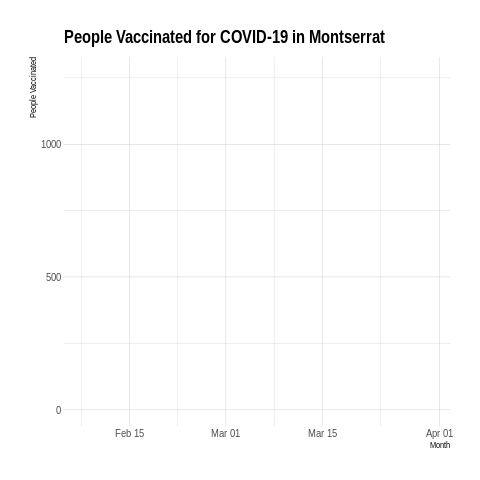 People Vaccinated for COVID-19 in Montserrat
People Vaccinated
1000
500
0
Feb 15
Mar 01
Mar 15
Apr 01
Month